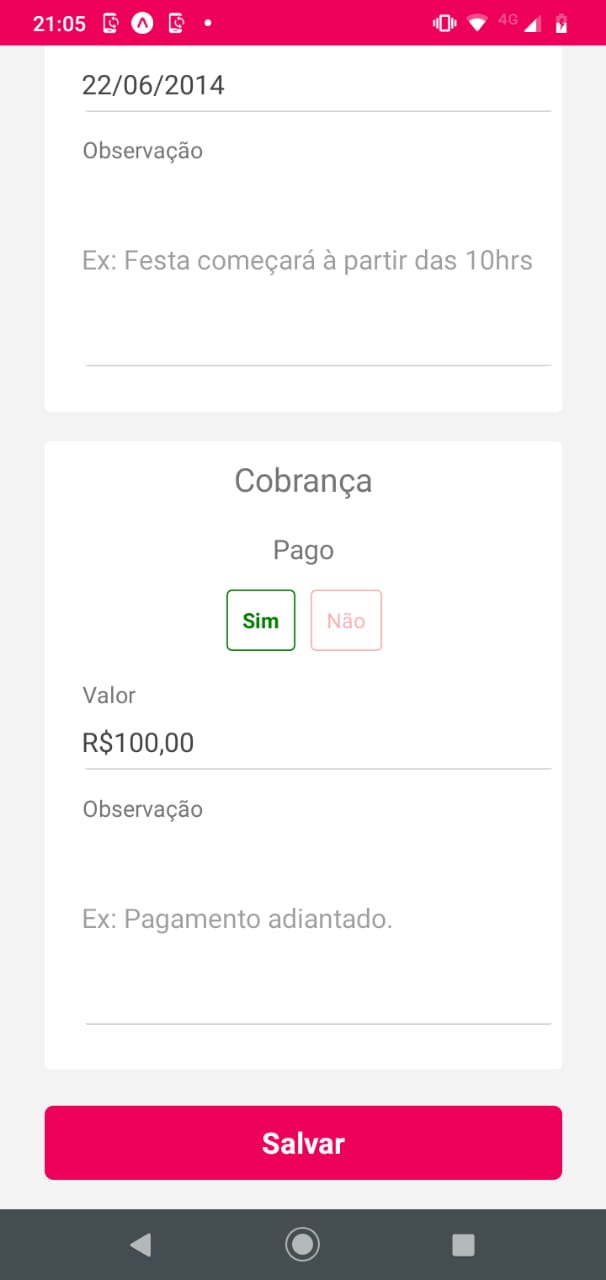 21:05
4G
22/06/2014
Observação
Ex: Festa começará à partir das 10hrs
Cobrança
Pago
Sim Não
Valor
R$100,00
Observação
Ex: Pagamento adiantado.
Salvar